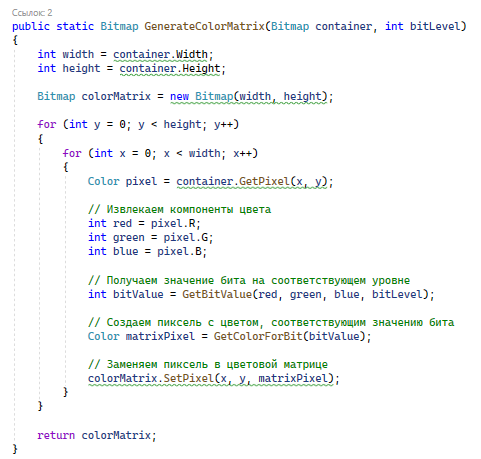 Ссылок: 2
public static Bitmap GenerateColorMatrix(Bitmap container, int bitLevel)
{
    int width = container.Width;
    int height = container.Height;

    Bitmap colorMatrix = new Bitmap(width, height);

    for (int y = 0; y < height; y++)
    {
        for (int x = 0; x < width; x++)
        {
            Color pixel = container.GetPixel(x, y);

            // Извлекаем компоненты цвета
            int red = pixel.R;
            int green = pixel.G;
            int blue = pixel.B;

            // Получаем значение бита на соответствующем уровне
            int bitValue = GetBitValue(red, green, blue, bitLevel);

            // Создаем пиксель с цветом, соответствующим значению бита
            Color matrixPixel = GetColorForBit(bitValue);

            // Заменяем пиксель в цветовой матрице
            colorMatrix.SetPixel(x, y, matrixPixel);
        }
    }

    return colorMatrix;
}